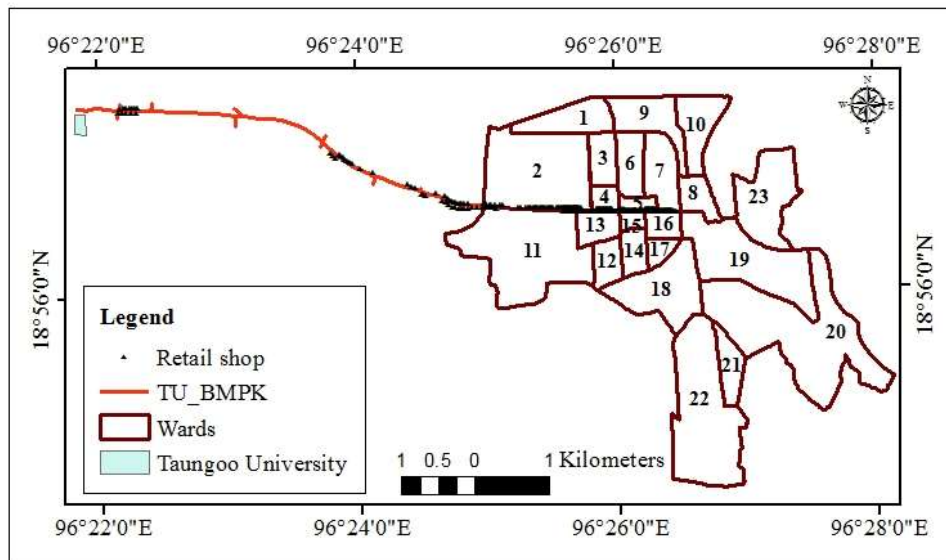 96°22'0"E 96°24'0"E 96°26'0"E 96°28'0"E
N
W E
S
1 9 10
2 3 6 7
4 5 8 23
13 15 16
11 12 14 17 19
18
20
21
22
18°56'0"N
18°56'0"N
Legend
Retail shop
TU_BMPK
Wards
Taungoo University
1 0.5 0 1 Kilometers
96°22'0"E 96°24'0"E 96°26'0"E 96°28'0"E